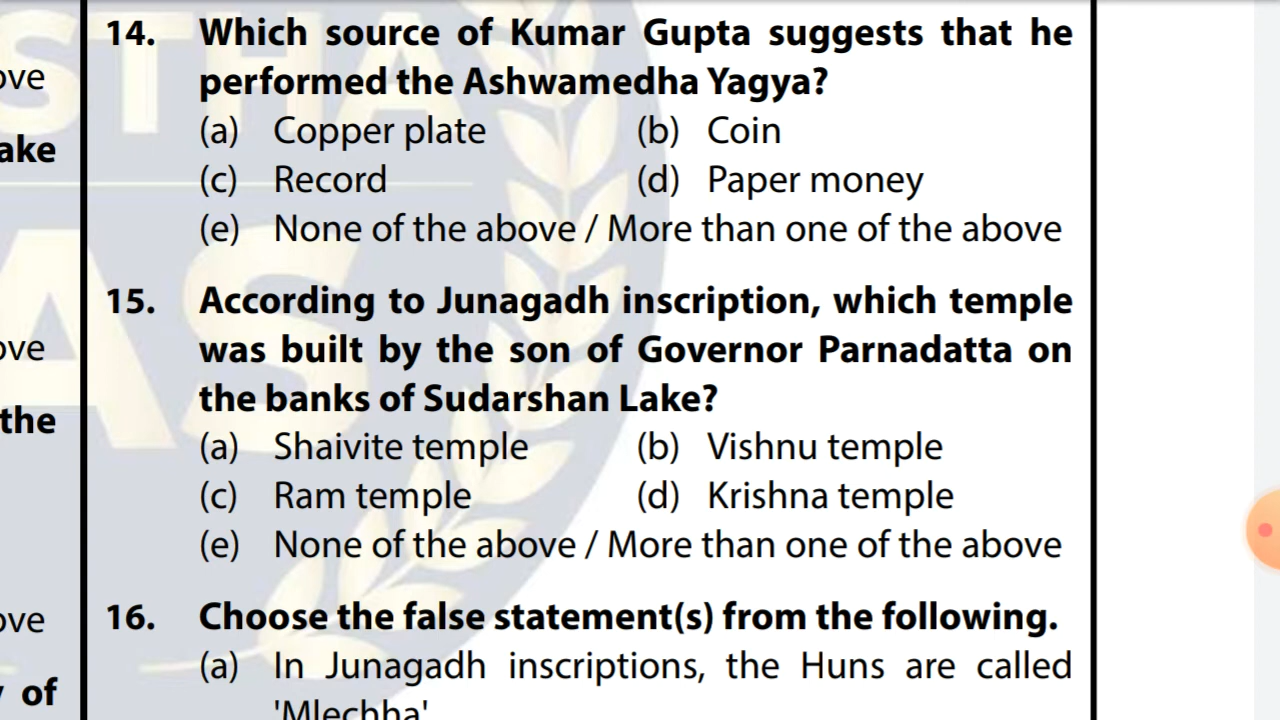 ove
ake
ove
the
ove
of
14. Which source of Kumar Gupta suggests that he
performed the Ashwamedha Yagya?
(a) Copper plate (b) Coin
(c) Record (d) Paper money
(e) None of the above / More than one of the above
15. According to Junagadh inscription, which temple
was built by the son of Governor Parnadatta on
the banks of Sudarshan Lake?
(a) Shaivite temple (b) Vishnu temple
(c) Ram temple (d) Krishna temple
(e) None of the above / More than one of the above
16. Choose the false statement(s) from the following.
(a) In Junagadh inscriptions, the Huns are called
'Mlechha'